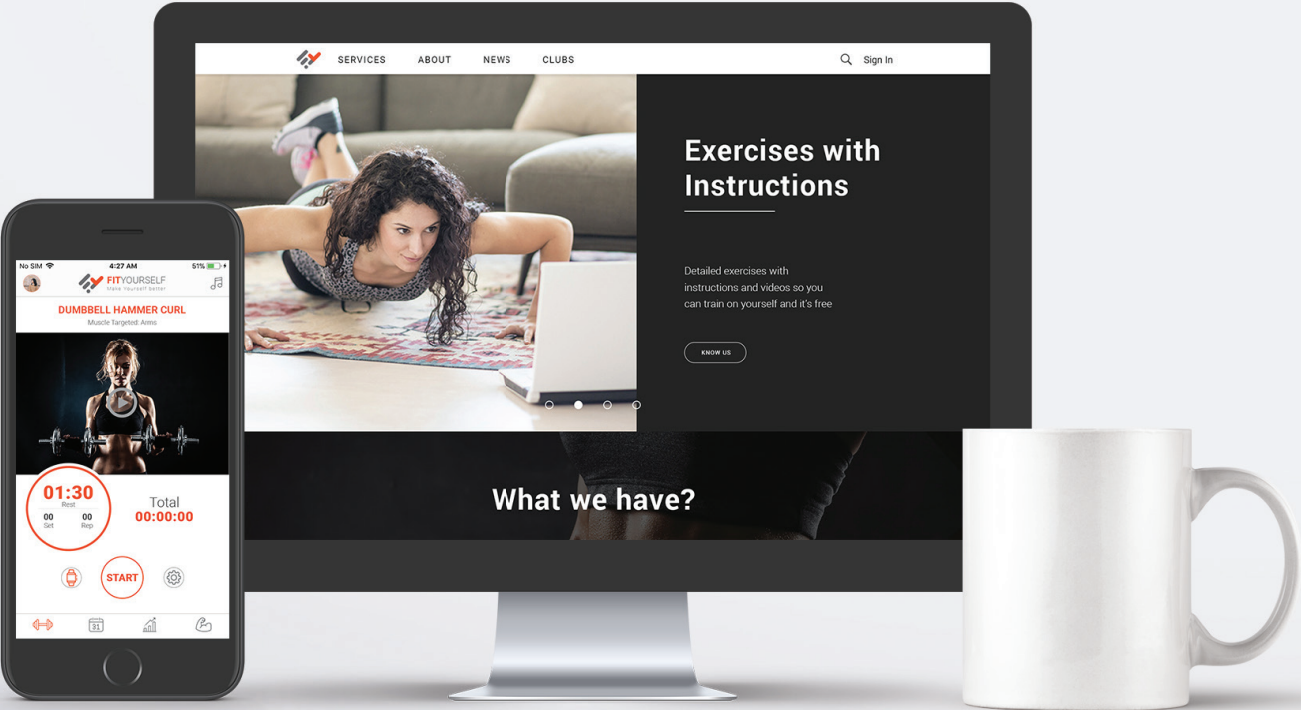 SERVICES ABOUT NEWS CLUBS Sign In
Exercises with
Instructions
Detailed exercises with
instructions and videos so you
can train on yourself and it's free
KNOW US
What we have?
No SIM 4:27 AM 51%
FITYOURSELF
Make Yourself Better
DUMBBELL HAMMER CURL
Muscle Targeted: Arms
01:30
Rest
00 00
Set Rep
Total
00:00:00
START
31